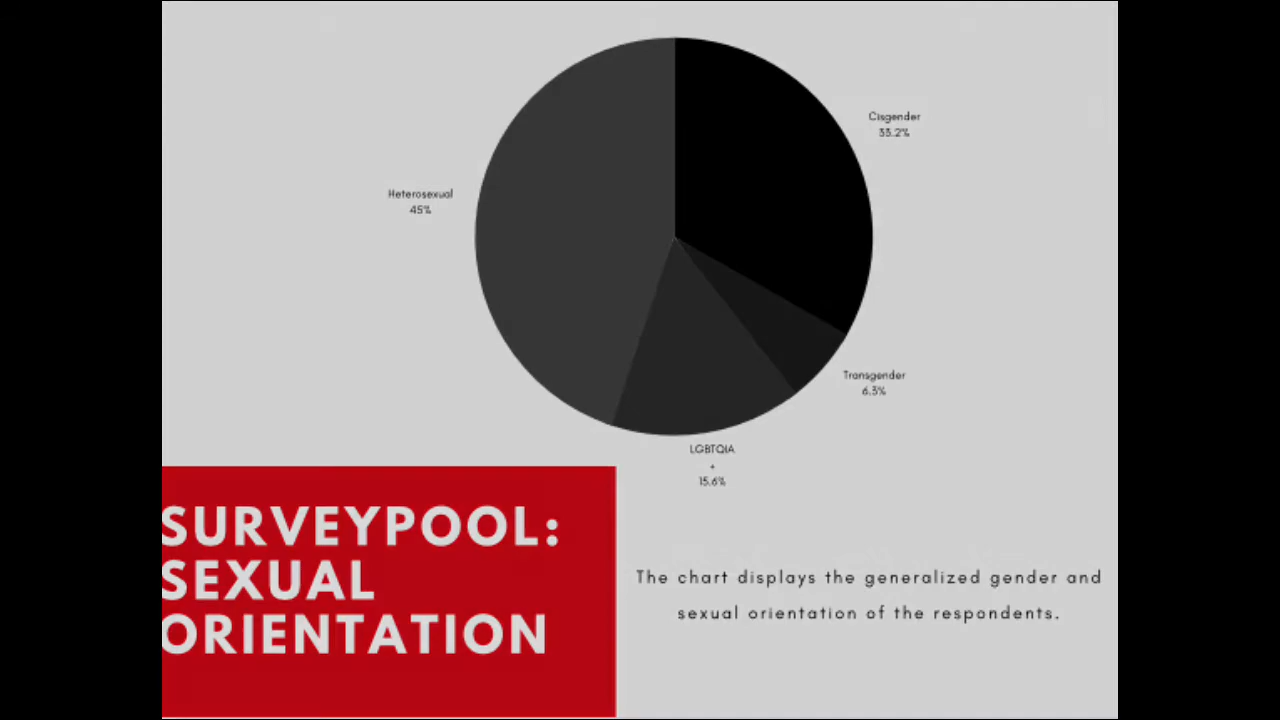 Cisgender
33.2%
Heterosexual
45%
Transgender
6.3%
LGBTQIA
+
15.6%
SURVEYPOOL:
SEXUAL
ORIENTATION
The chart displays the generalized gender and
sexual orientation of the respondents.